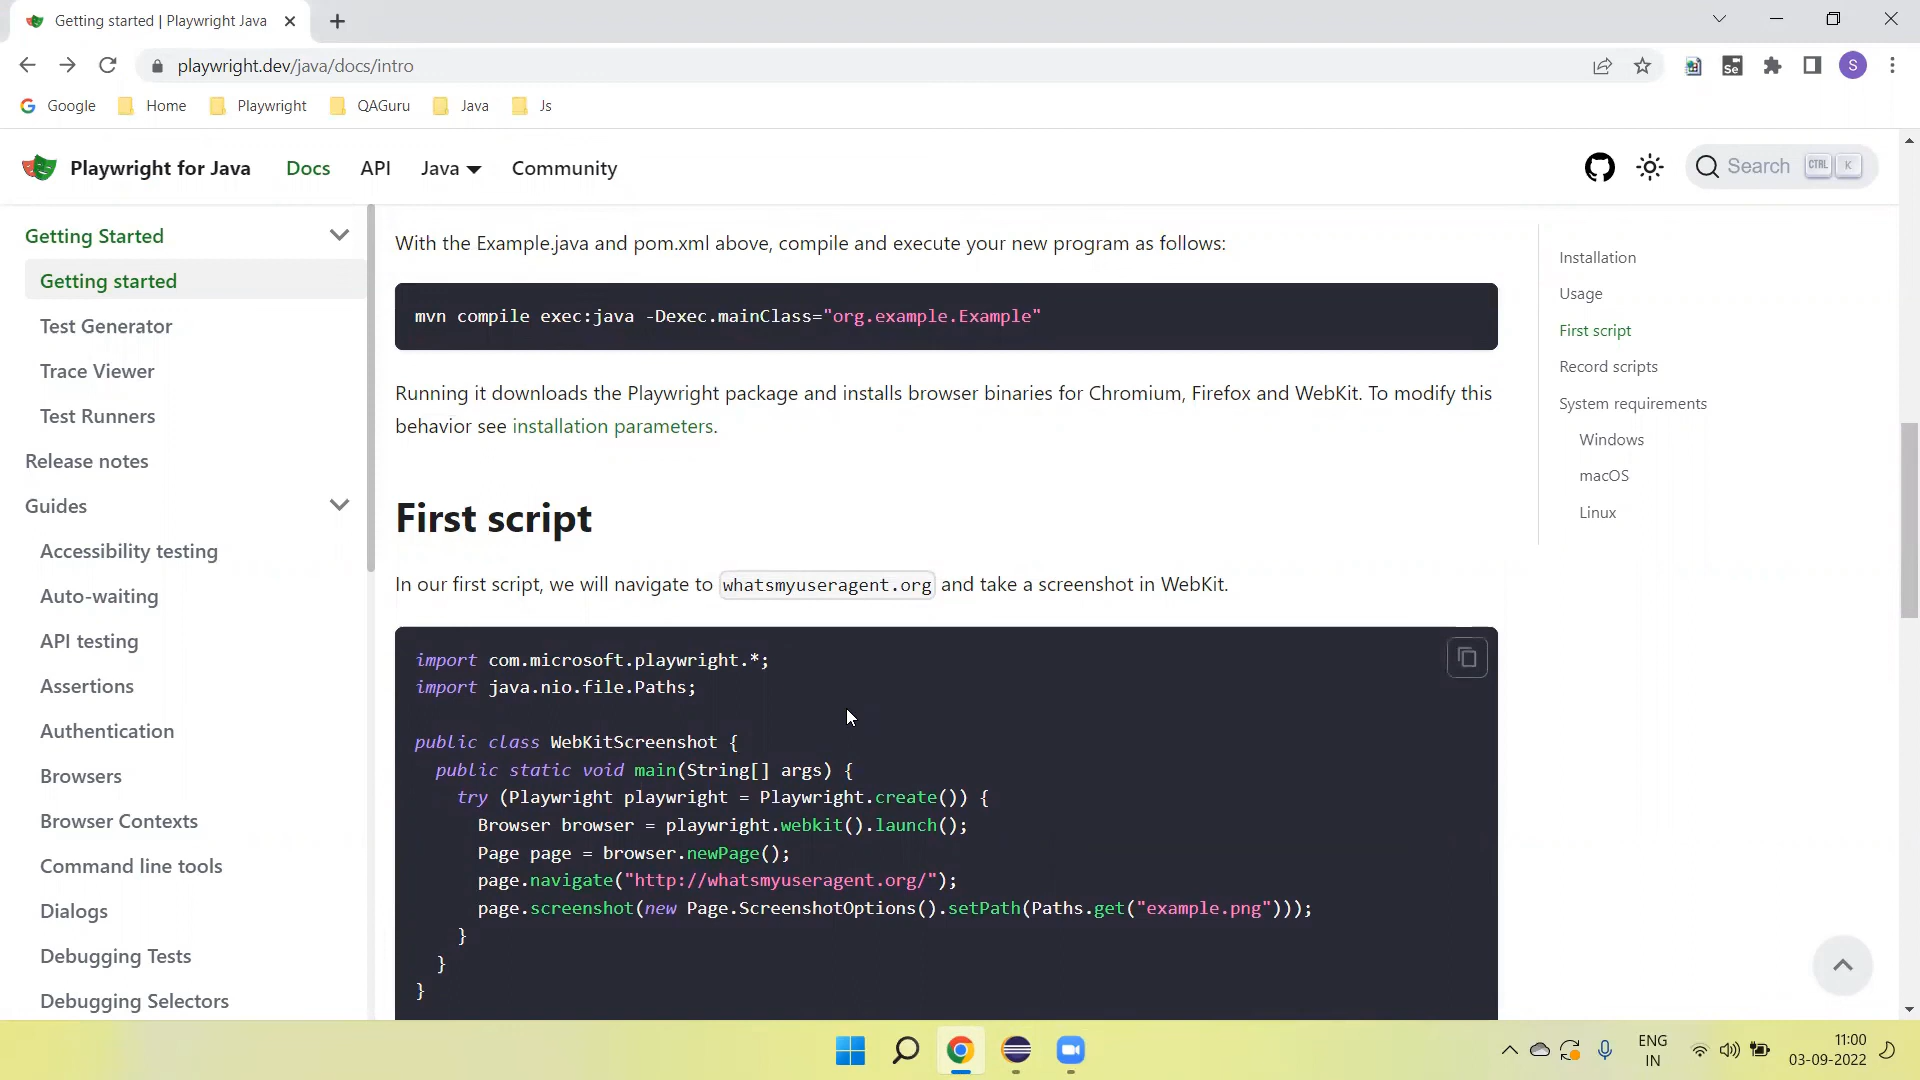 Getting started | Playwright Java
playwright.dev/java/docs/intro
Se
S
Google
Home
Playwright
QAGuru
Java
Js
Playwright for Java
Docs
API
Java
Community
Search
CTRL
K
Getting Started
Getting started
Test Generator
Trace Viewer
Test Runners
Release notes
Guides
Accessibility testing
Auto-waiting
API testing
Assertions
Authentication
Browsers
Browser Contexts
Command line tools
Dialogs
Debugging Tests
Debugging Selectors
With the Example.java and pom.xml above, compile and execute your new program as follows:
mvn compile exec:java -Dexec.mainClass="org.example.Example"
Running it downloads the Playwright package and installs browser binaries for Chromium, Firefox and WebKit. To modify this
behavior see installation parameters.
First script
In our first script, we will navigate to whatsmyuseragent.org and take a screenshot in WebKit.
import com.microsoft.playwright.*;
import java.nio.file.Paths;
public class WebKitScreenshot {
public static void main(String[] args) {
try (Playwright playwright = Playwright.create()) {
Browser browser = playwright.webkit().launch();
Page page = browser.newPage();
page.navigate("http://whatsmyuseragent.org/");
page.screenshot(new Page.ScreenshotOptions().setPath(Paths.get("example.png")));
}
}
}
Installation
Usage
First script
Record scripts
System requirements
Windows
macOS
Linux
ENG
IN
11:00
03-09-2022